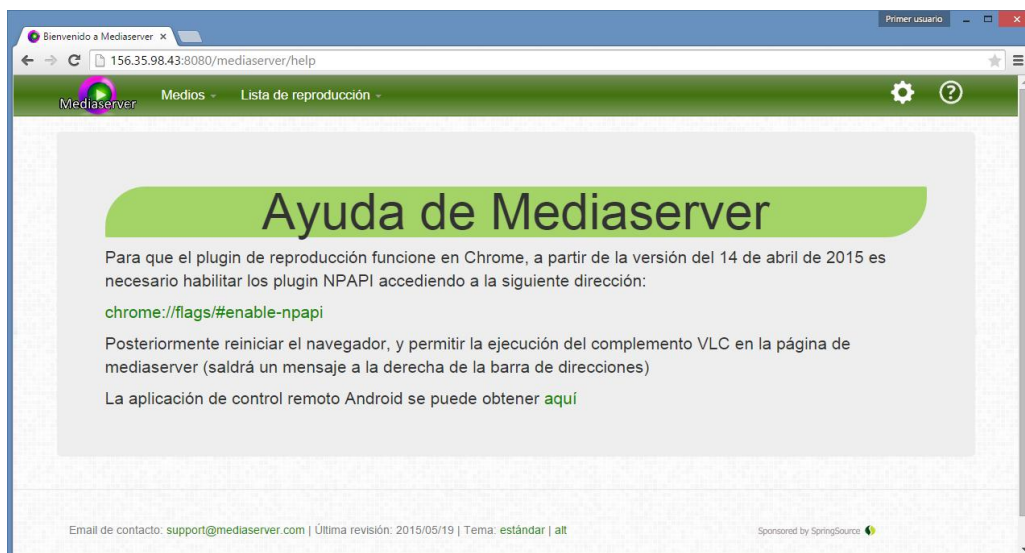 Primer usuario
Bienvenido a Mediaserver
156.35.98.43:8080/mediaserver/help
Mediaserver
Medios
Lista de reproducción
Ayuda de Mediaserver
Para que el plugin de reproducción funcione en Chrome, a partir de la versión del 14 de abril de 2015 es
necesario habilitar los plugin NPAPI accediendo a la siguiente dirección:
chrome://flags/#enable-npapi
Posteriormente reiniciar el navegador, y permitir la ejecución del complemento VLC en la página de
mediaserver (saldrá un mensaje a la derecha de la barra de direcciones)
La aplicación de control remoto Android se puede obtener aquí
Email de contacto: support@mediaserver.com | Última revisión: 2015/05/19 | Tema: estándar | alt
Sponsored by SpringSource